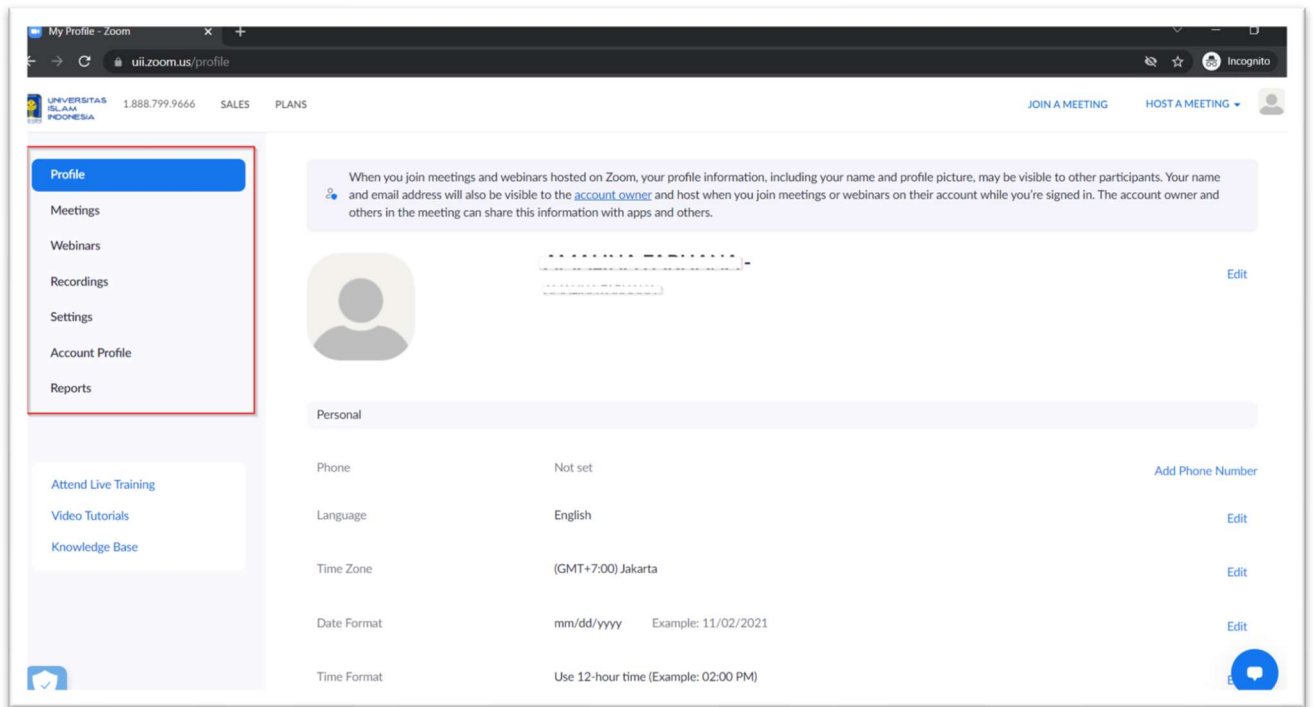 My Profile - Zoom
uii.zoom.us/profile
Incognito
UNIVERSITAS
ISLAM
INDONESIA
1.888.799.9666 SALES PLANS
JOIN A MEETING HOST A MEETING
Profile
Meetings
Webinars
Recordings
Settings
Account Profile
Reports
Attend Live Training
Video Tutorials
Knowledge Base
When you join meetings and webinars hosted on Zoom, your profile information, including your name and profile picture, may be visible to other participants. Your name
and email address will also be visible to the account owner and host when you join meetings or webinars on their account while you're signed in. The account owner and
others in the meeting can share this information with apps and others.
Edit
Personal
Phone Not set Add Phone Number
Language English Edit
Time Zone (GMT+7:00) Jakarta Edit
Date Format mm/dd/yyyy Example: 11/02/2021 Edit
Time Format Use 12-hour time (Example: 02:00 PM)